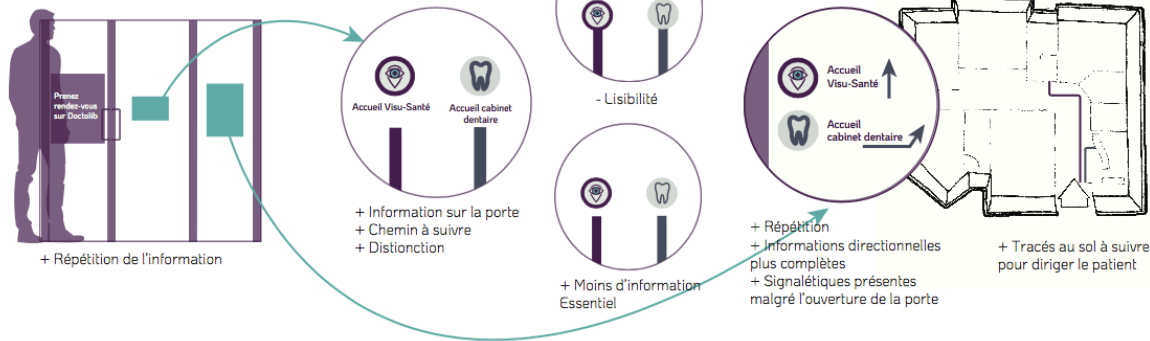 Prenez
rendez-vous
sur Doctolib
+ Répétition de l'information
Accueil Visu-Santé
Accueil cabinet
dentaire
+ Information sur la porte
+ Chemin à suivre
+ Distionction
- Lisibilité
+ Moins d'information
Essentiel
Accueil
Visu-Santé
Accueil
cabinet dentaire
+ Répétition
+ Informations directionnelles
plus complètes
+ Signalétiques présentes
malgré l'ouverture de la porte
+ Tracés au sol à suivre
pour diriger le patient